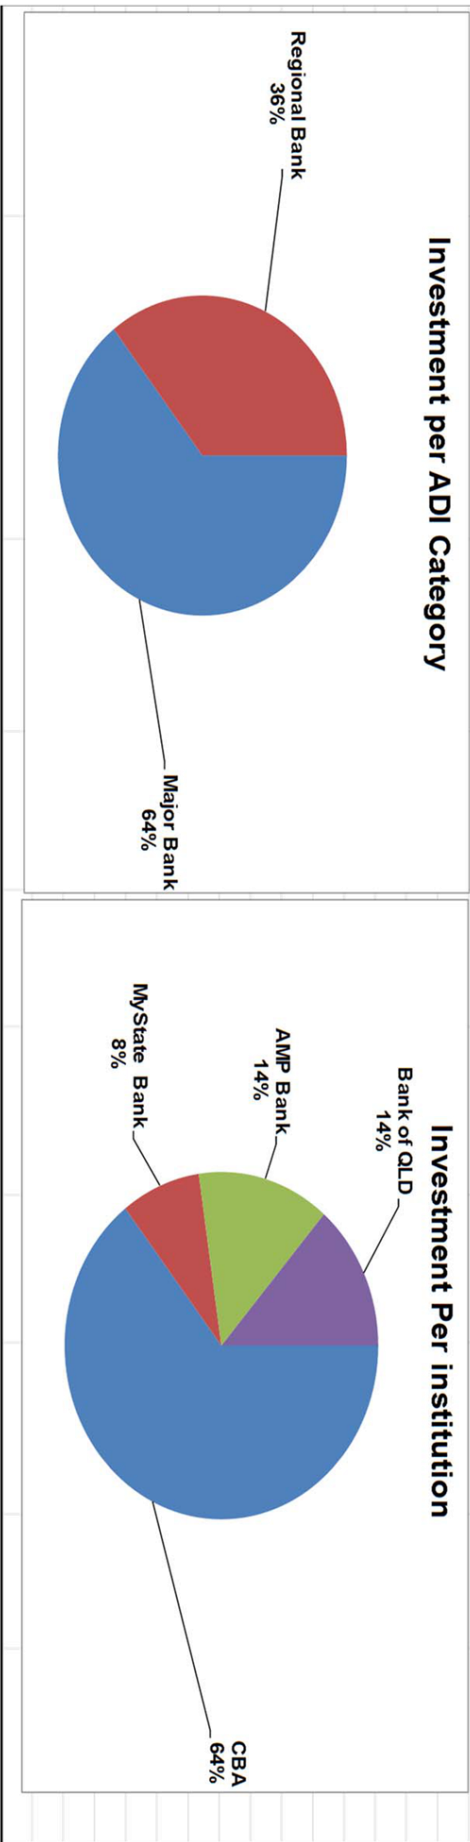 Investment per ADI Category
Regional Bank
36%
Major Bank
64%
Investment Per institution
Bank of QLD
14%
AMP Bank
14%
MyState Bank
8%
CBA
64%